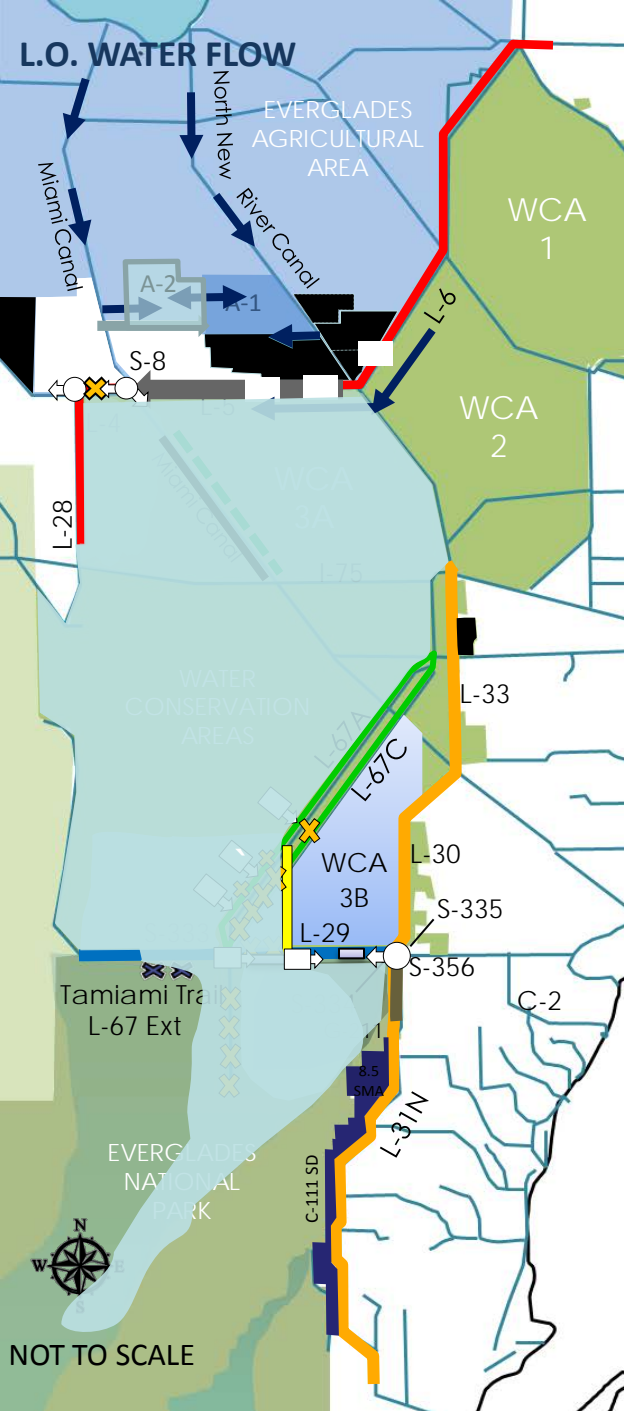 L.O. WATER FLOW
North New
River Canal
EVERGLADES
AGRICULTURAL
AREA
Miami Canal
WCA
1
A-2
A-1
L-6
S-8
L-5
L-4
WCA
2
WCA
3A
Miami Canal
L-28
I-75
WATER
CONSERVATION
AREAS
L-33
L-67A
L-67C
WCA
3B
L-30
L-29
S-335
S-356
Tamiami Trail
L-67 Ext
C-2
8.5
SMA
L-31N
EVERGLADES
NATIONAL
PARK
C-111 SD
N
W
E
S
NOT TO SCALE